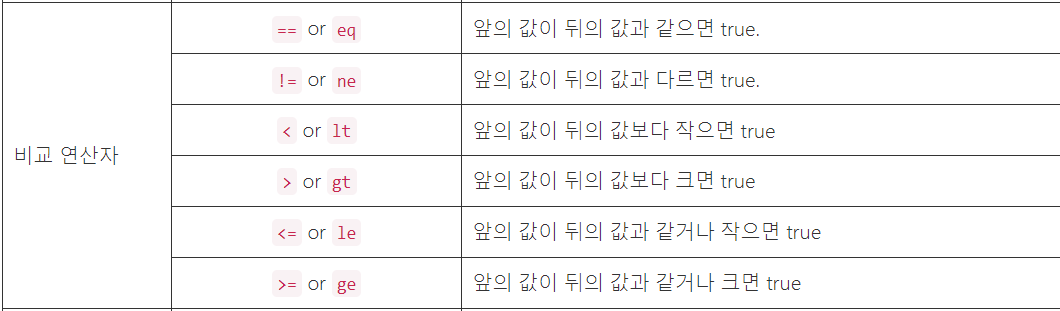 == or eq 앞의 값이 뒤의 값과 같으면 true.
!= or ne 앞의 값이 뒤의 값과 다르면 true.
< or lt 앞의 값이 뒤의 값보다 작으면 true
비교 연산자
> or gt 앞의 값이 뒤의 값보다 크면 true
<= or le 앞의 값이 뒤의 값과 같거나 작으면 true
>= or ge 앞의 값이 뒤의 값과 같거나 크면 true